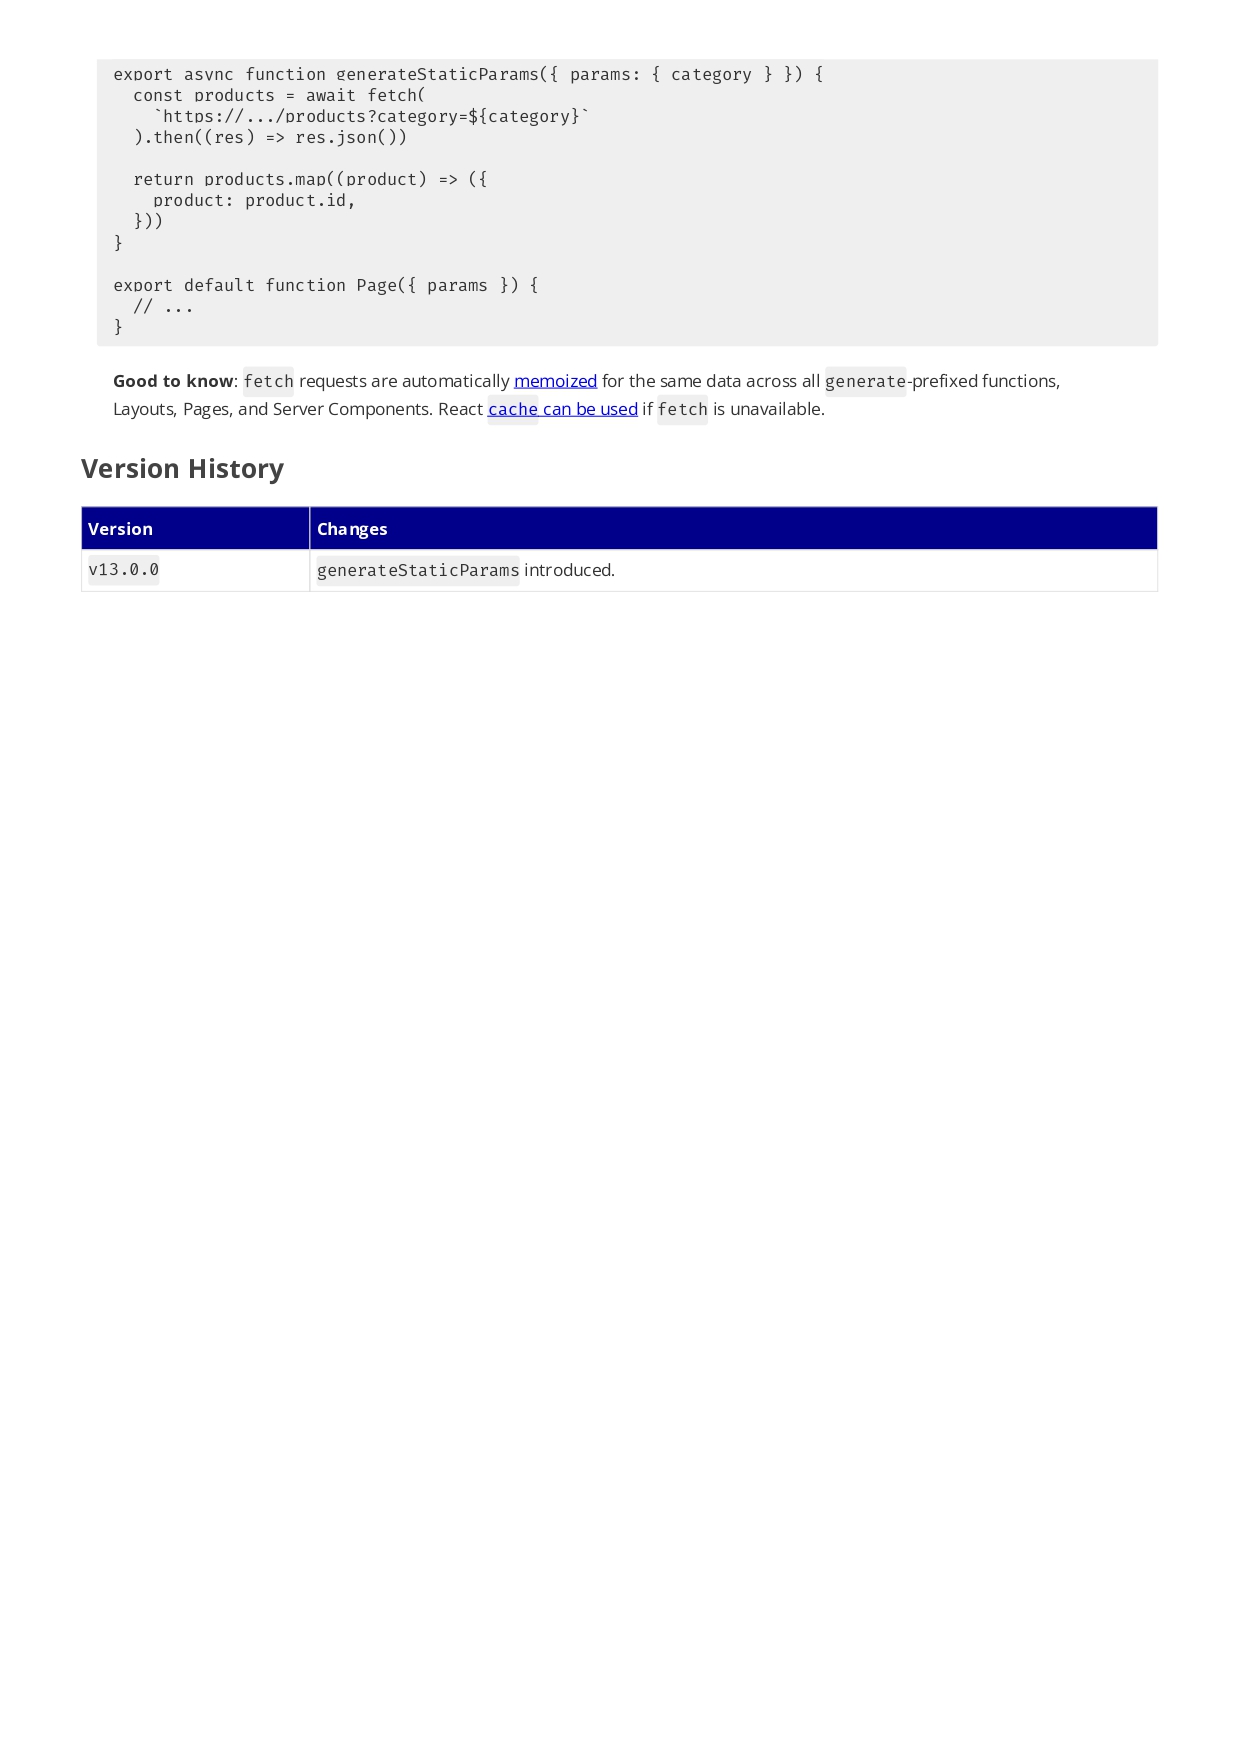 export async function generateStaticParams({ params: { category } }) {
  const products = await fetch(
    `https://.../products?category=${category}`
  ).then((res) => res.json())

  return products.map((product) => ({
    product: product.id,
  }))
}

export default function Page({ params }) {
  // ...
}
Good to know: fetch requests are automatically memoized for the same data across all generate-prefixed functions,
Layouts, Pages, and Server Components. React cache can be used if fetch is unavailable.
Version History
Version Changes
v13.0.0 generateStaticParams introduced.